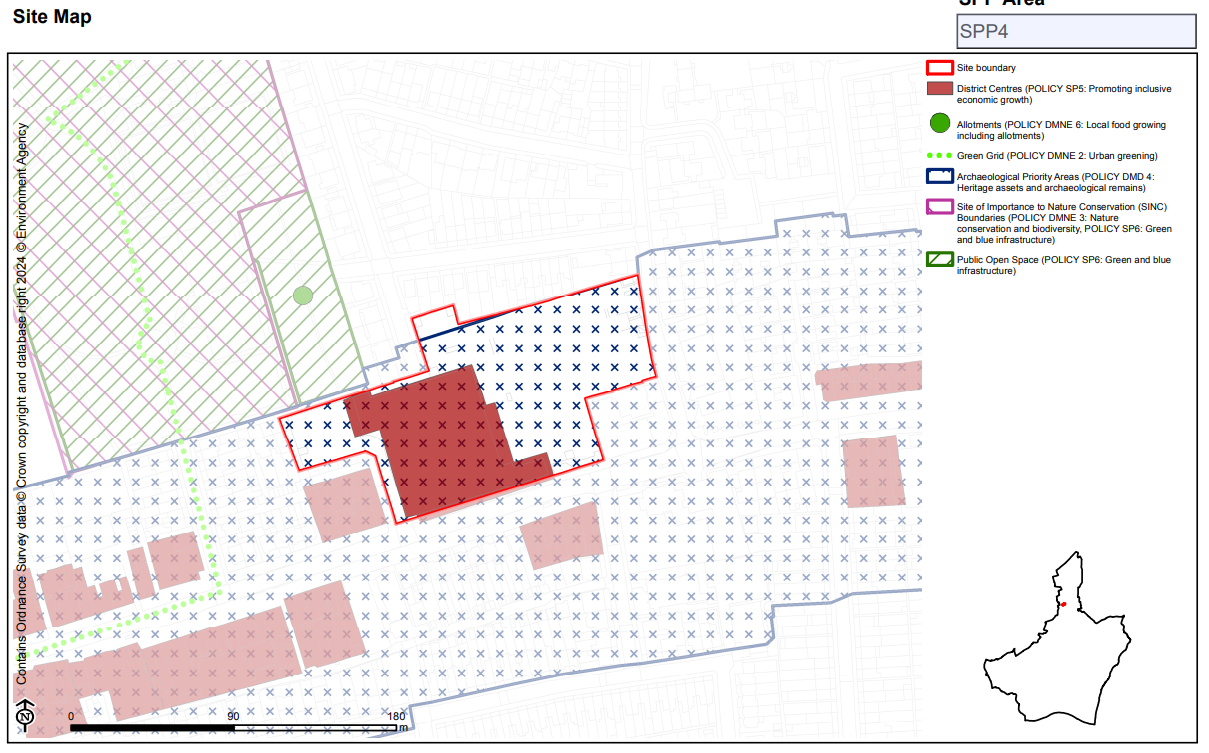 SPP Area
Site Map
SPP4
Site boundary
District Centres (POLICY SP5: Promoting inclusive
economic growth)
Allotments (POLICY DMNE 6: Local food growing
including allotments)
Green Grid (POLICY DMNE 2: Urban greening)
Archaeological Priority Areas (POLICY DMD 4:
Heritage assets and archaeological remains)
Site of Importance to Nature Conservation (SINC)
Boundaries (POLICY DMNE 3: Nature
conservation and biodiversity, POLICY SP6: Green
and blue infrastructure)
Public Open Space (POLICY SP6: Green and blue
infrastructure)
Contains Ordnance Survey data © Crown copyright and database right 2024 © Environment Agency
N
0 90 180
m